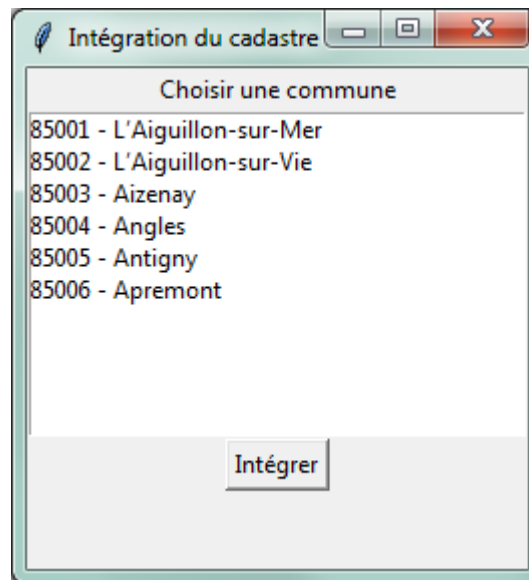 Intégration du cadastre
Choisir une commune
85001 - L'Aiguillon-sur-Mer
85002 - L'Aiguillon-sur-Vie
85003 - Aizenay
85004 - Angles
85005 - Antigny
85006 - Apremont
Intégrer